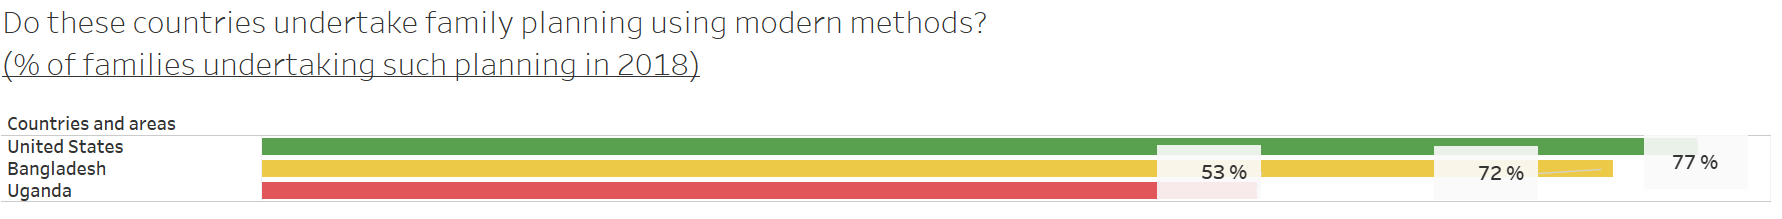 Do these countries undertake family planning using modern methods?
(% of families undertaking such planning in 2018)
Countries and areas
United States
77 %
Bangladesh
72 %
Uganda
53 %